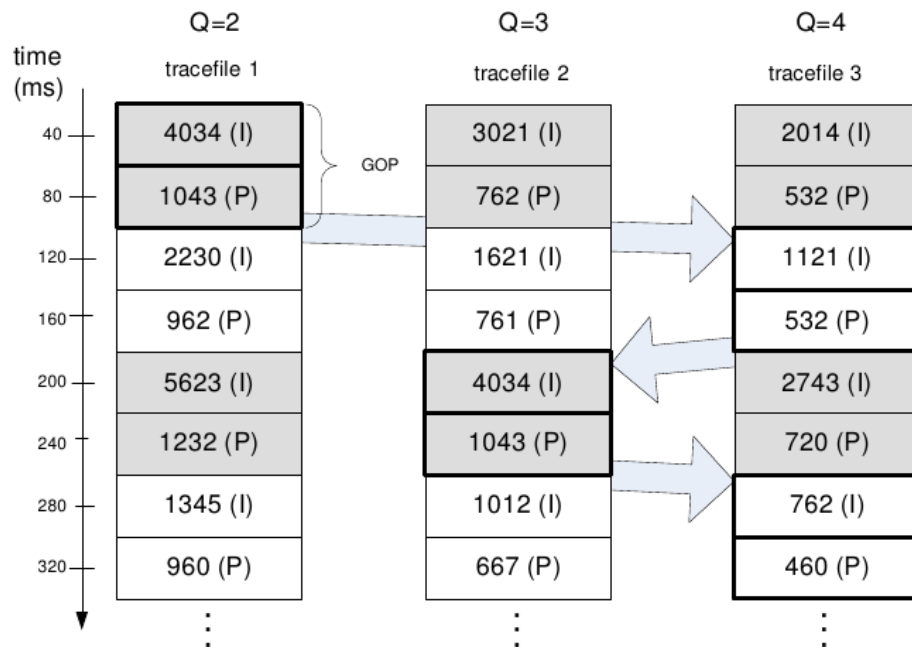 Q=2
Q=3
Q=4
time
(ms)
tracefile 1
tracefile 2
tracefile 3
40
4034 (I)
3021 (I)
2014 (I)
GOP
80
1043 (P)
762 (P)
532 (P)
120
2230 (I)
1621 (I)
1121 (I)
160
962 (P)
761 (P)
532 (P)
200
5623 (I)
4034 (I)
2743 (I)
240
1232 (P)
1043 (P)
720 (P)
280
1345 (I)
1012 (I)
762 (I)
320
960 (P)
667 (P)
460 (P)